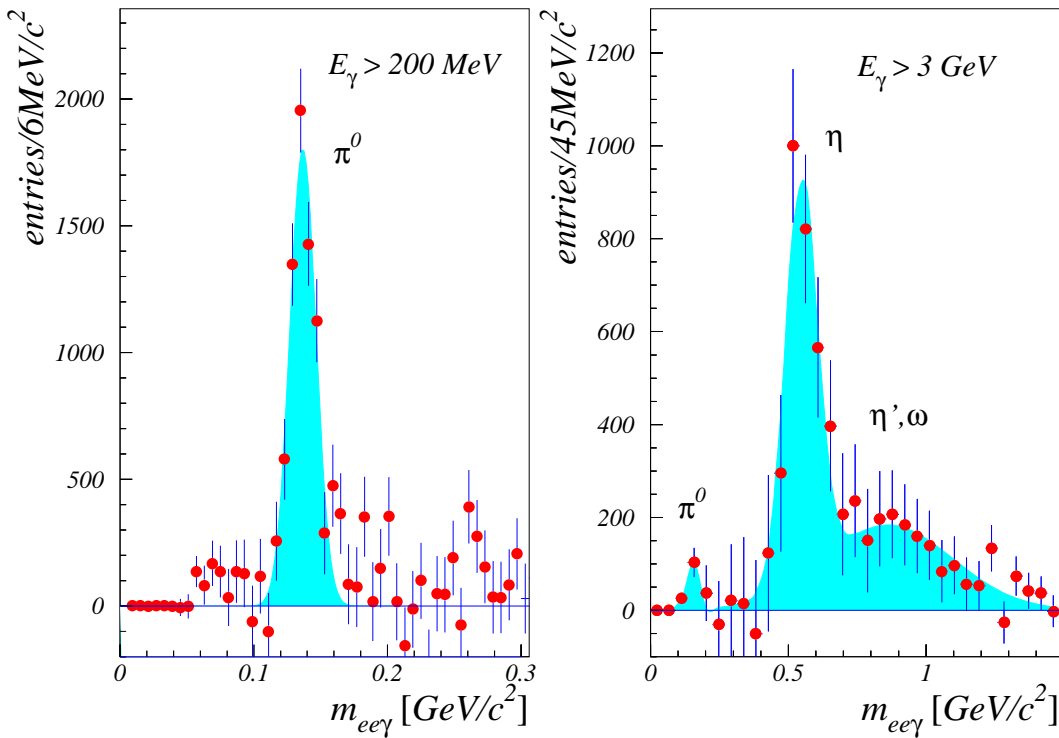 entries/6MeV/c²
2000
1500
1000
500
0
E_γ > 200 MeV
π⁰
0
0.1
0.2
0.3
m_eeγ [GeV/c²]
entries/45MeV/c²
1200
1000
800
600
400
200
0
E_γ > 3 GeV
η
η’,ω
π⁰
0
0.5
1
m_eeγ [GeV/c²]